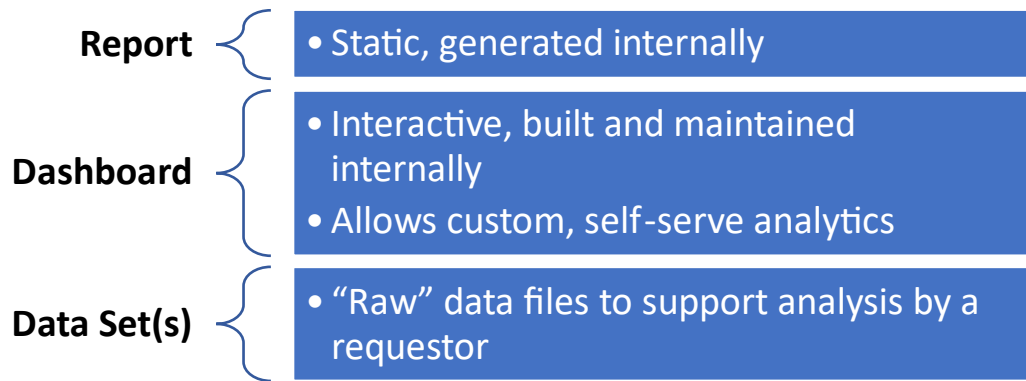 Report
• Static, generated internally
Dashboard
• Interactive, built and maintained
internally
• Allows custom, self-serve analytics
Data Set(s)
• “Raw” data files to support analysis by a
requestor